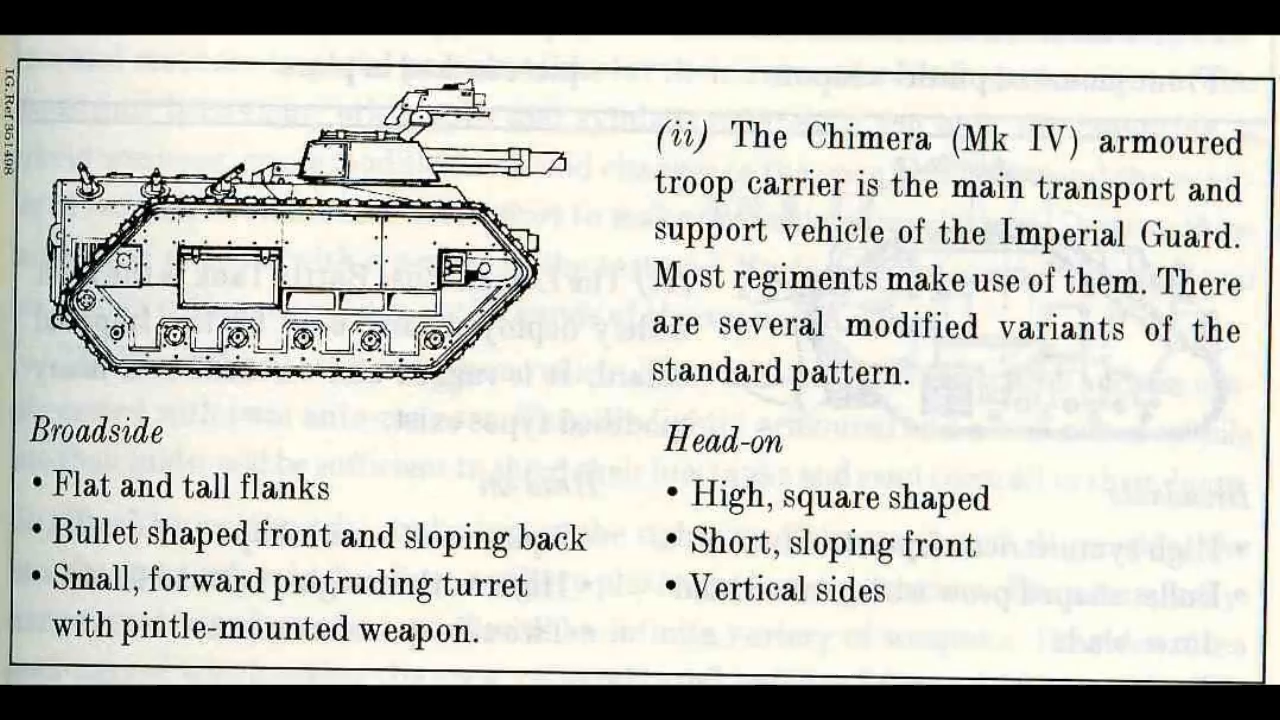 IG. Ref 351498
(ii) The Chimera (Mk IV) armoured
troop carrier is the main transport and
support vehicle of the Imperial Guard.
Most regiments make use of them. There
are several modified variants of the
standard pattern.
Broadside
• Flat and tall flanks
• Bullet shaped front and sloping back
• Small, forward protruding turret
with pintle-mounted weapon.
Head-on
• High, square shaped
• Short, sloping front
• Vertical sides